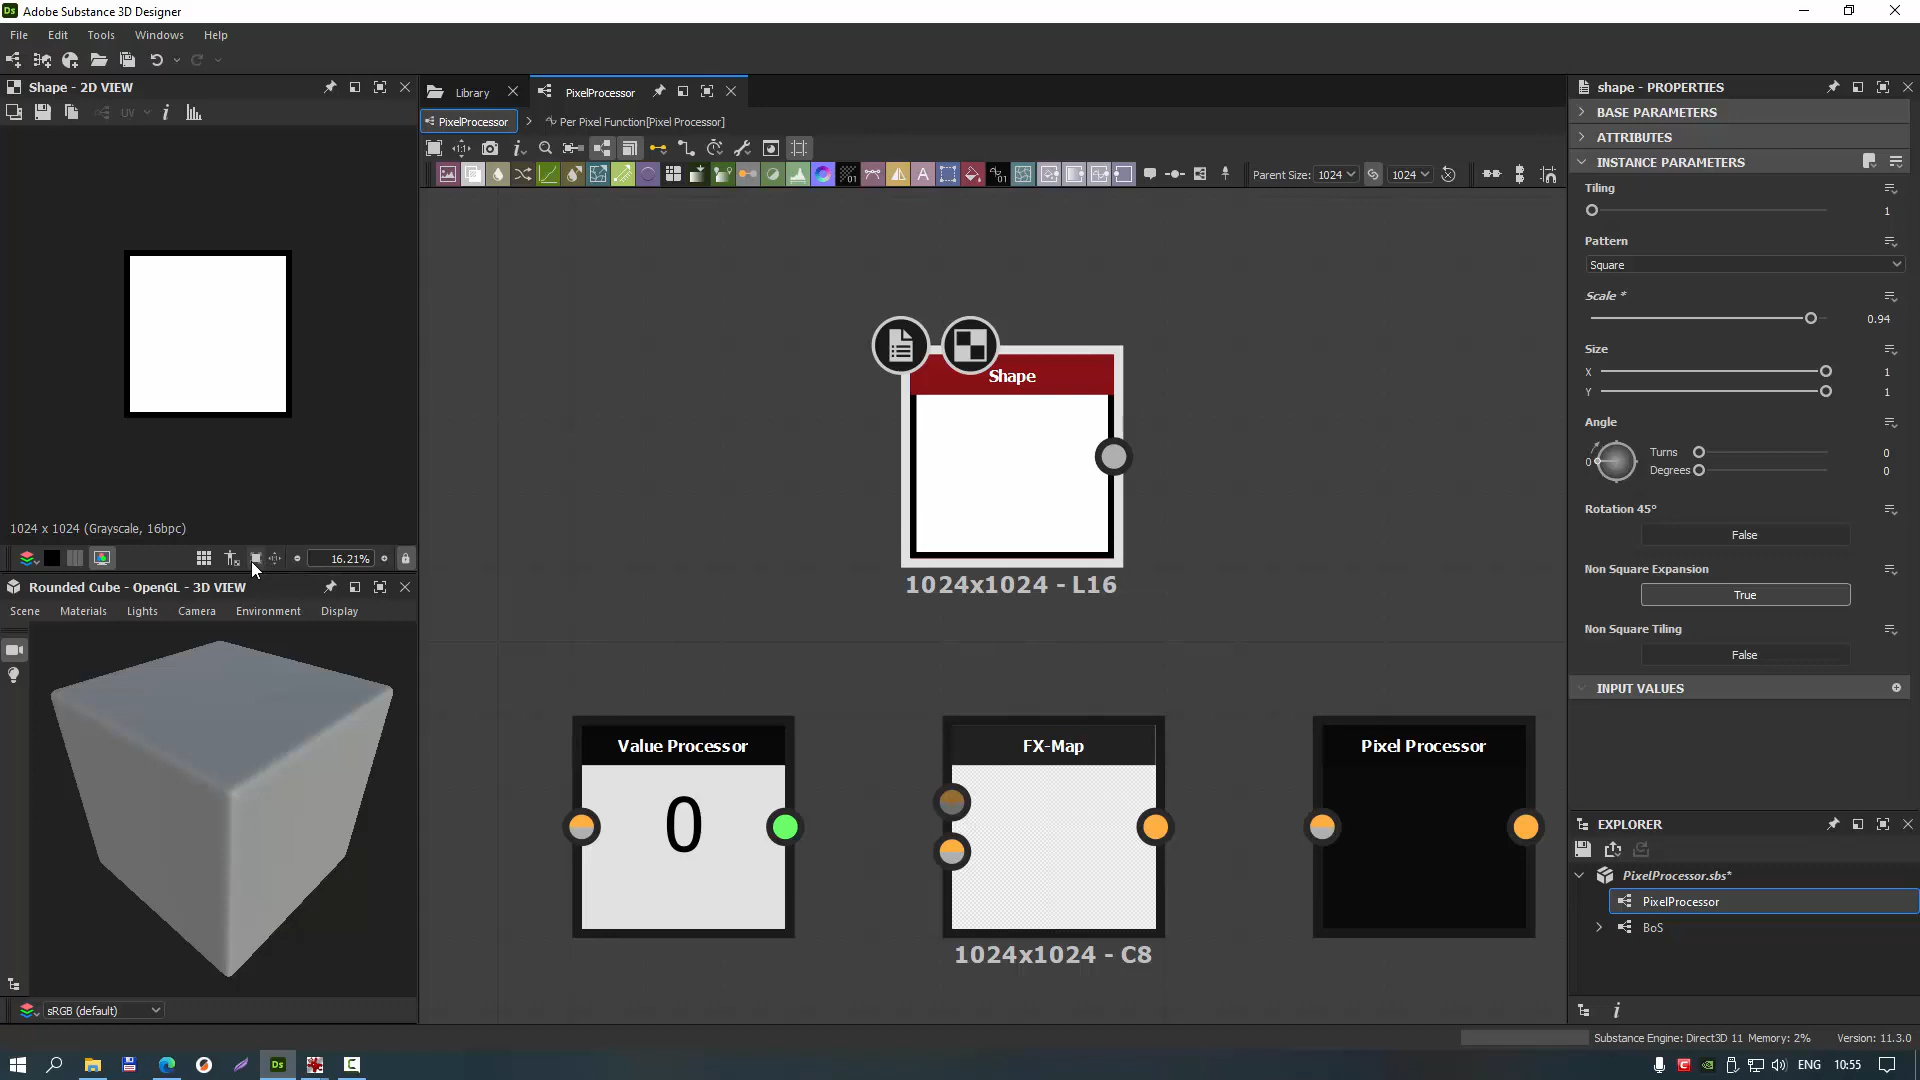 Ds Adobe Substance 3D Designer
File Edit Tools Windows Help
Shape - 2D VIEW
UV
1024 x 1024 (Grayscale, 16bpc)
16.21%
Rounded Cube - OpenGL - 3D VIEW
Scene Materials Lights Camera Environment Display
sRGB (default)
Library
PixelProcessor
PixelProcessor > Per Pixel Function[Pixel Processor]
Parent Size: 1024 1024
Shape
1024x1024 - L16
Value Processor
0
FX-Map
1024x1024 - C8
Pixel Processor
shape - PROPERTIES
BASE PARAMETERS
ATTRIBUTES
INSTANCE PARAMETERS
Tiling
1
Pattern
Square
Scale *
0.94
Size
X 1
Y 1
Angle
0
Turns 0
Degrees 0
Rotation 45°
False
Non Square Expansion
True
Non Square Tiling
False
INPUT VALUES
EXPLORER
PixelProcessor.sbs*
PixelProcessor
BoS
Substance Engine: Direct3D 11 Memory: 2% Version: 11.3.0
Ds
ENG 10:55